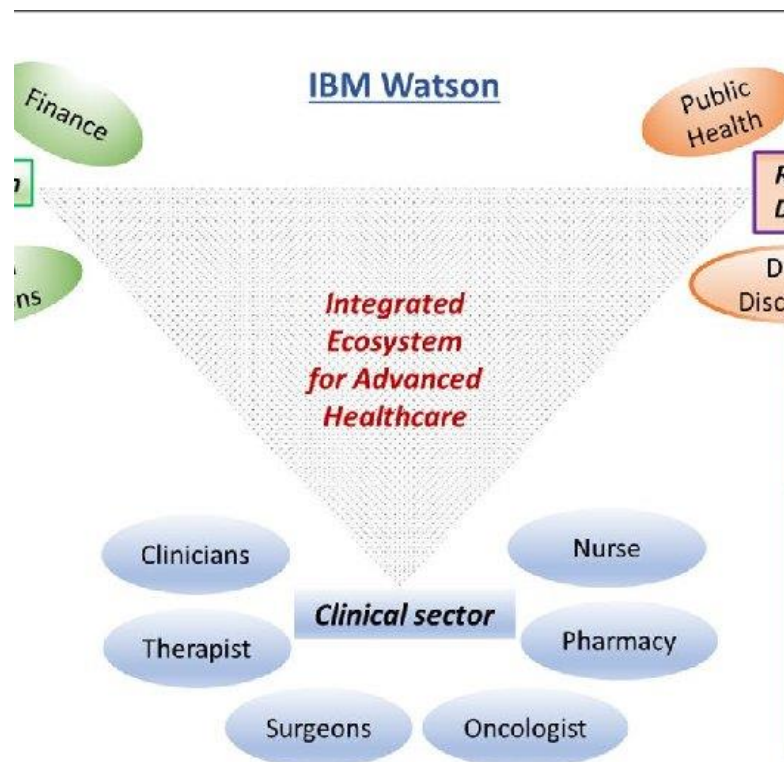 IBM Watson
Finance
Public
Health
Integrated
Ecosystem
for Advanced
Healthcare
Clinicians
Nurse
Clinical sector
Therapist
Pharmacy
Surgeons
Oncologist